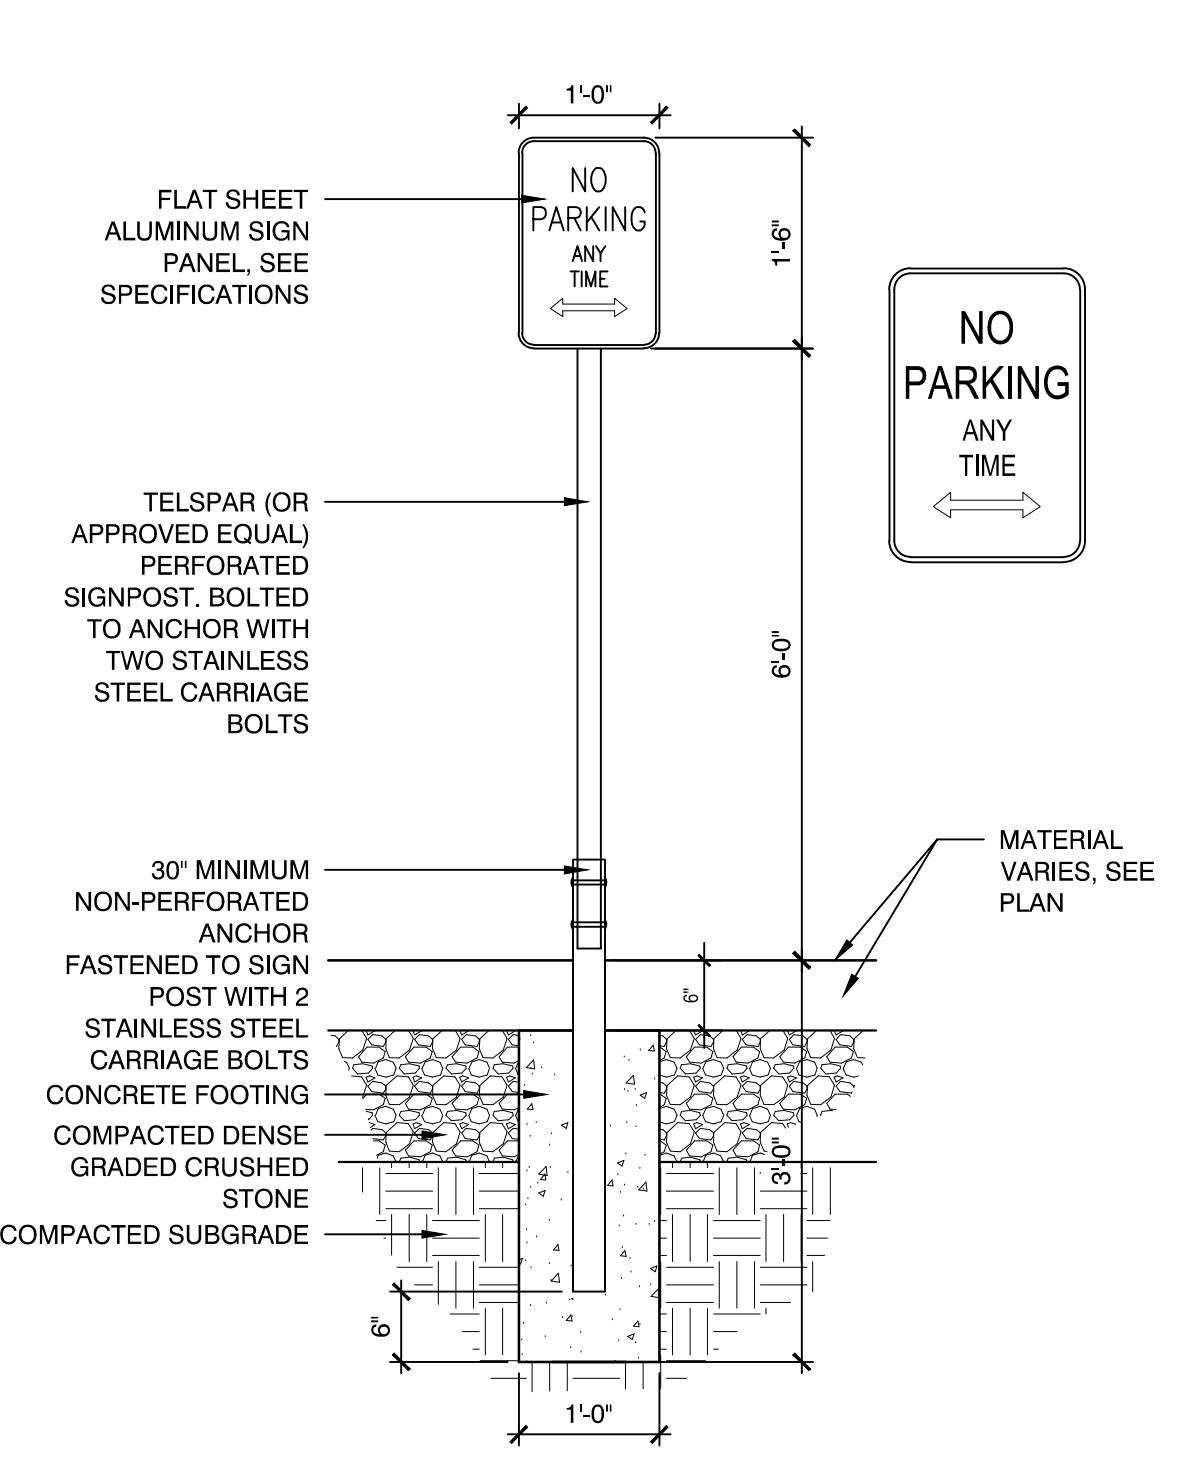 1'-0"
NO
PARKING
ANY
TIME
1'-6"
FLAT SHEET
ALUMINUM SIGN
PANEL, SEE
SPECIFICATIONS
NO
PARKING
ANY
TIME
TELSPAR (OR
APPROVED EQUAL)
PERFORATED
SIGNPOST. BOLTED
TO ANCHOR WITH
TWO STAINLESS
STEEL CARRIAGE
BOLTS
6'-0"
MATERIAL
VARIES, SEE
PLAN
30" MINIMUM
NON-PERFORATED
ANCHOR
FASTENED TO SIGN
POST WITH 2
STAINLESS STEEL
CARRIAGE BOLTS
6"
CONCRETE FOOTING
COMPACTED DENSE
GRADED CRUSHED
STONE
3'-0"
COMPACTED SUBGRADE
6"
1'-0"